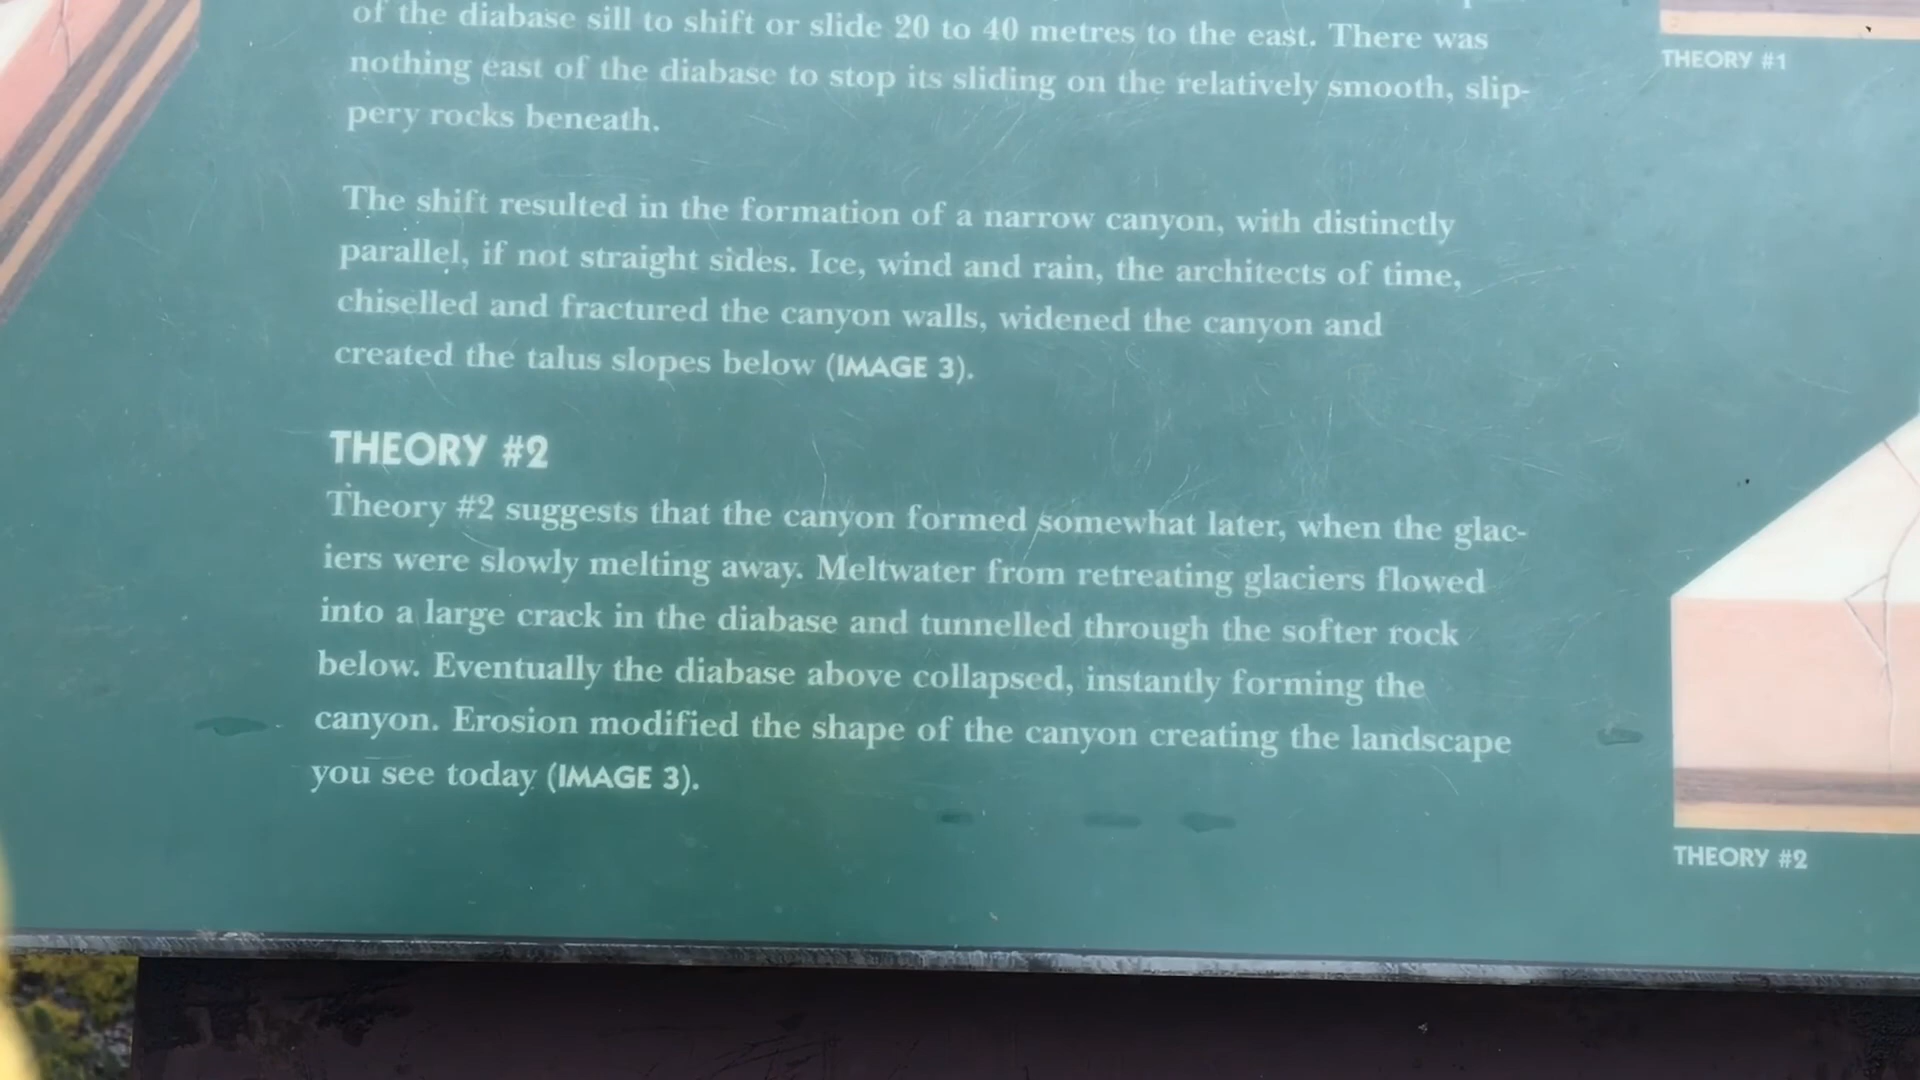 of the diabase sill to shift or slide 20 to 40 metres to the east. There was
nothing east of the diabase to stop its sliding on the relatively smooth, slip-
pery rocks beneath.
The shift resulted in the formation of a narrow canyon, with distinctly
parallel, if not straight sides. Ice, wind and rain, the architects of time,
chiselled and fractured the canyon walls, widened the canyon and
created the talus slopes below (IMAGE 3).
THEORY #2
Theory #2 suggests that the canyon formed somewhat later, when the glac-
iers were slowly melting away. Meltwater from retreating glaciers flowed
into a large crack in the diabase and tunnelled through the softer rock
below. Eventually the diabase above collapsed, instantly forming the
canyon. Erosion modified the shape of the canyon creating the landscape
you see today (IMAGE 3).
THEORY #1
THEORY #2